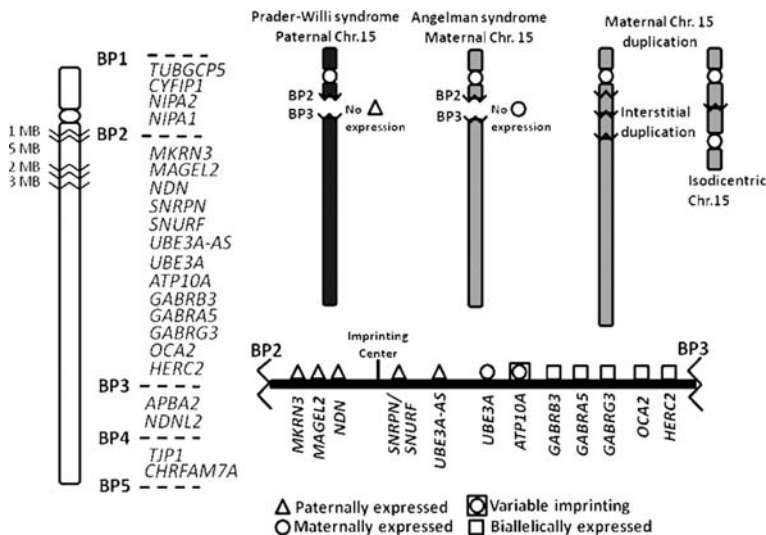 BP1
TUBGCP5
CYFIP1
NIPA2
NIPA1
1 MB
BP2
5 MB
2 MB
3 MB
MKRN3
MAGEL2
NDN
SNRPN
SNURF
UBE3A-AS
UBE3A
ATP10A
GABRB3
GABRA5
GABRG3
OCA2
HERC2
BP3
APBA2
NDNL2
BP4
TJP1
CHRFAM7A
BP5
Prader-Willi syndrome
Paternal Chr.15
BP2
BP3
No
expression
Angelman syndrome
Maternal Chr. 15
BP2
BP3
No
expression
Maternal Chr. 15
duplication
Interstitial
duplication
Isodicentric
Chr.15
BP2
Imprinting
Center
BP3
MKRN3
MAGEL2
NDN
SNRPN/
SNURF
UBE3A-AS
UBE3A
ATP10A
GABRB3
GABRA5
GABRG3
OCA2
HERC2
Paternally expressed
Variable imprinting
Maternally expressed
Biallelically expressed